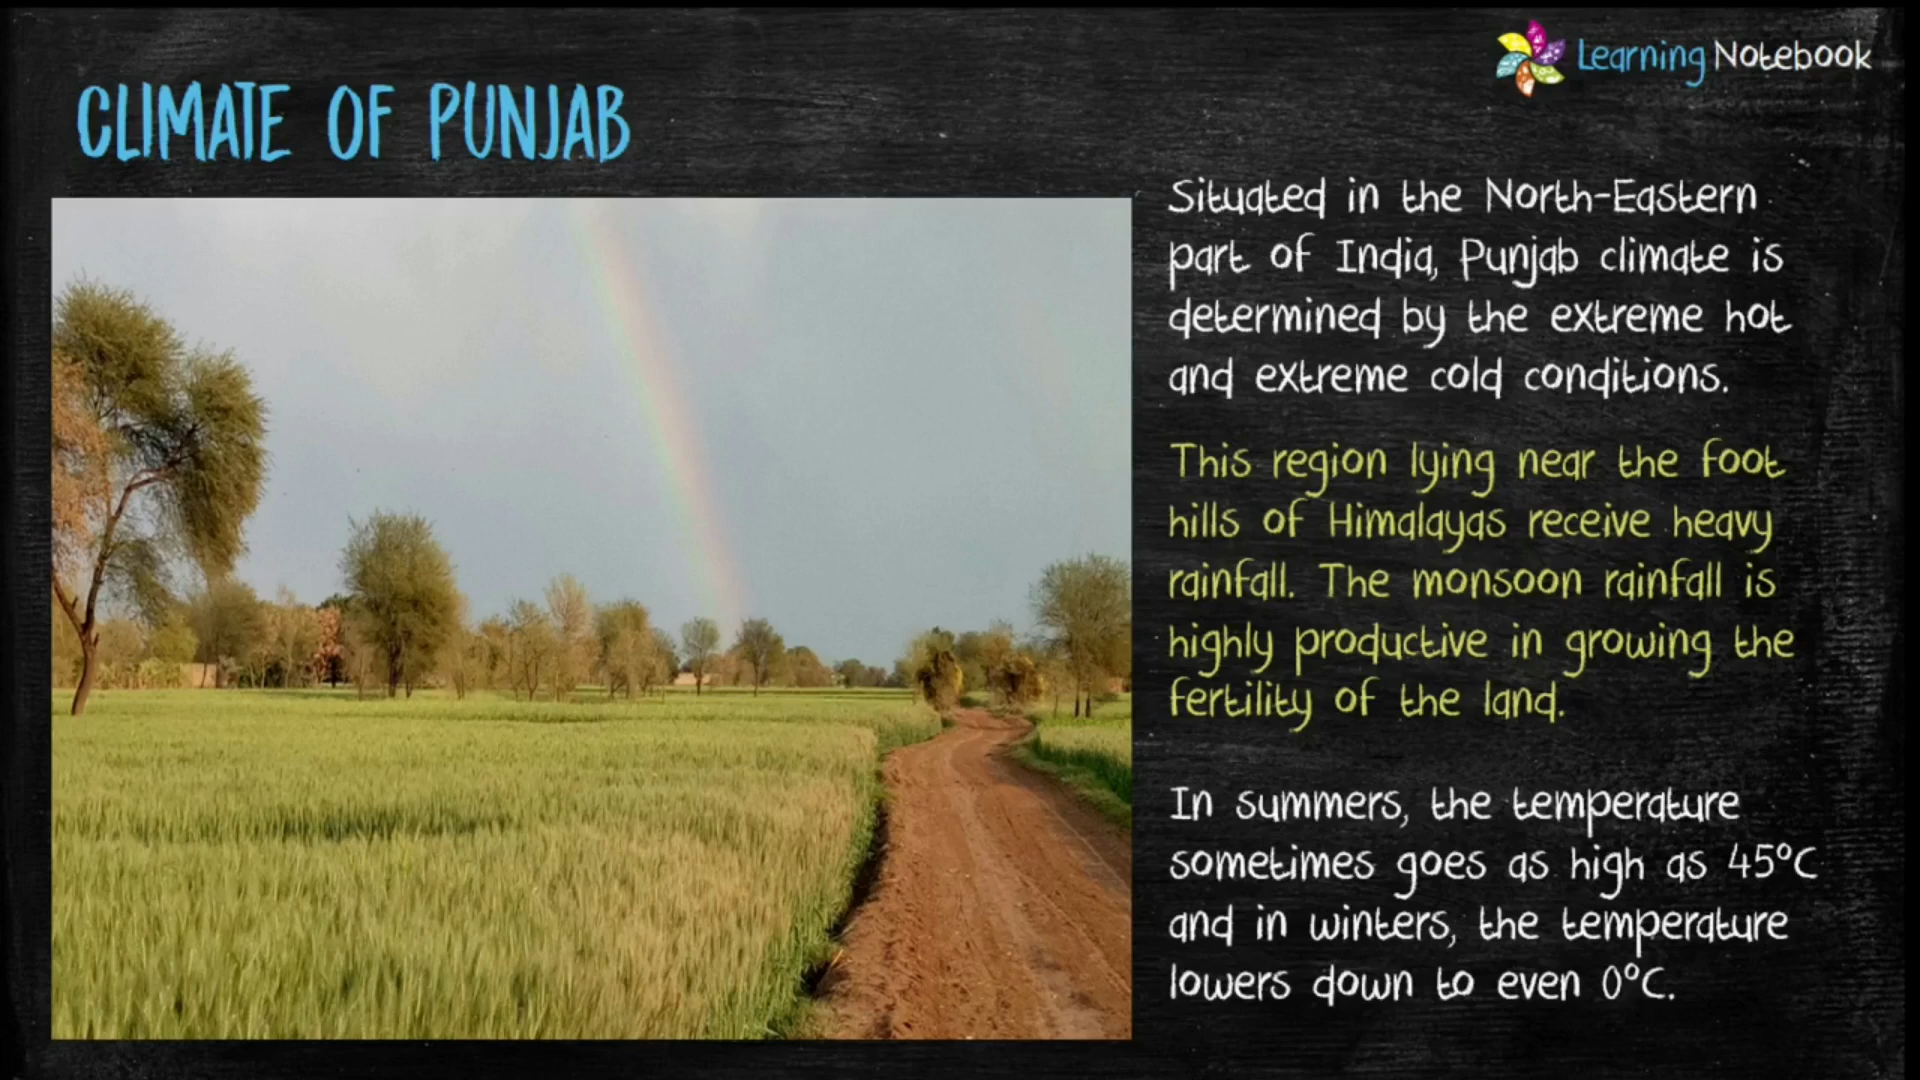 Learning Notebook
CLIMATE OF PUNJAB
Situated in the North-Eastern
part of India, Punjab climate is
determined by the extreme hot
and extreme cold conditions.
This region lying near the foot
hills of Himalayas receive heavy
rainfall. The monsoon rainfall is
highly productive in growing the
fertility of the land.
In summers, the temperature
sometimes goes as high as 45°C
and in winters, the temperature
lowers down to even 0°C.